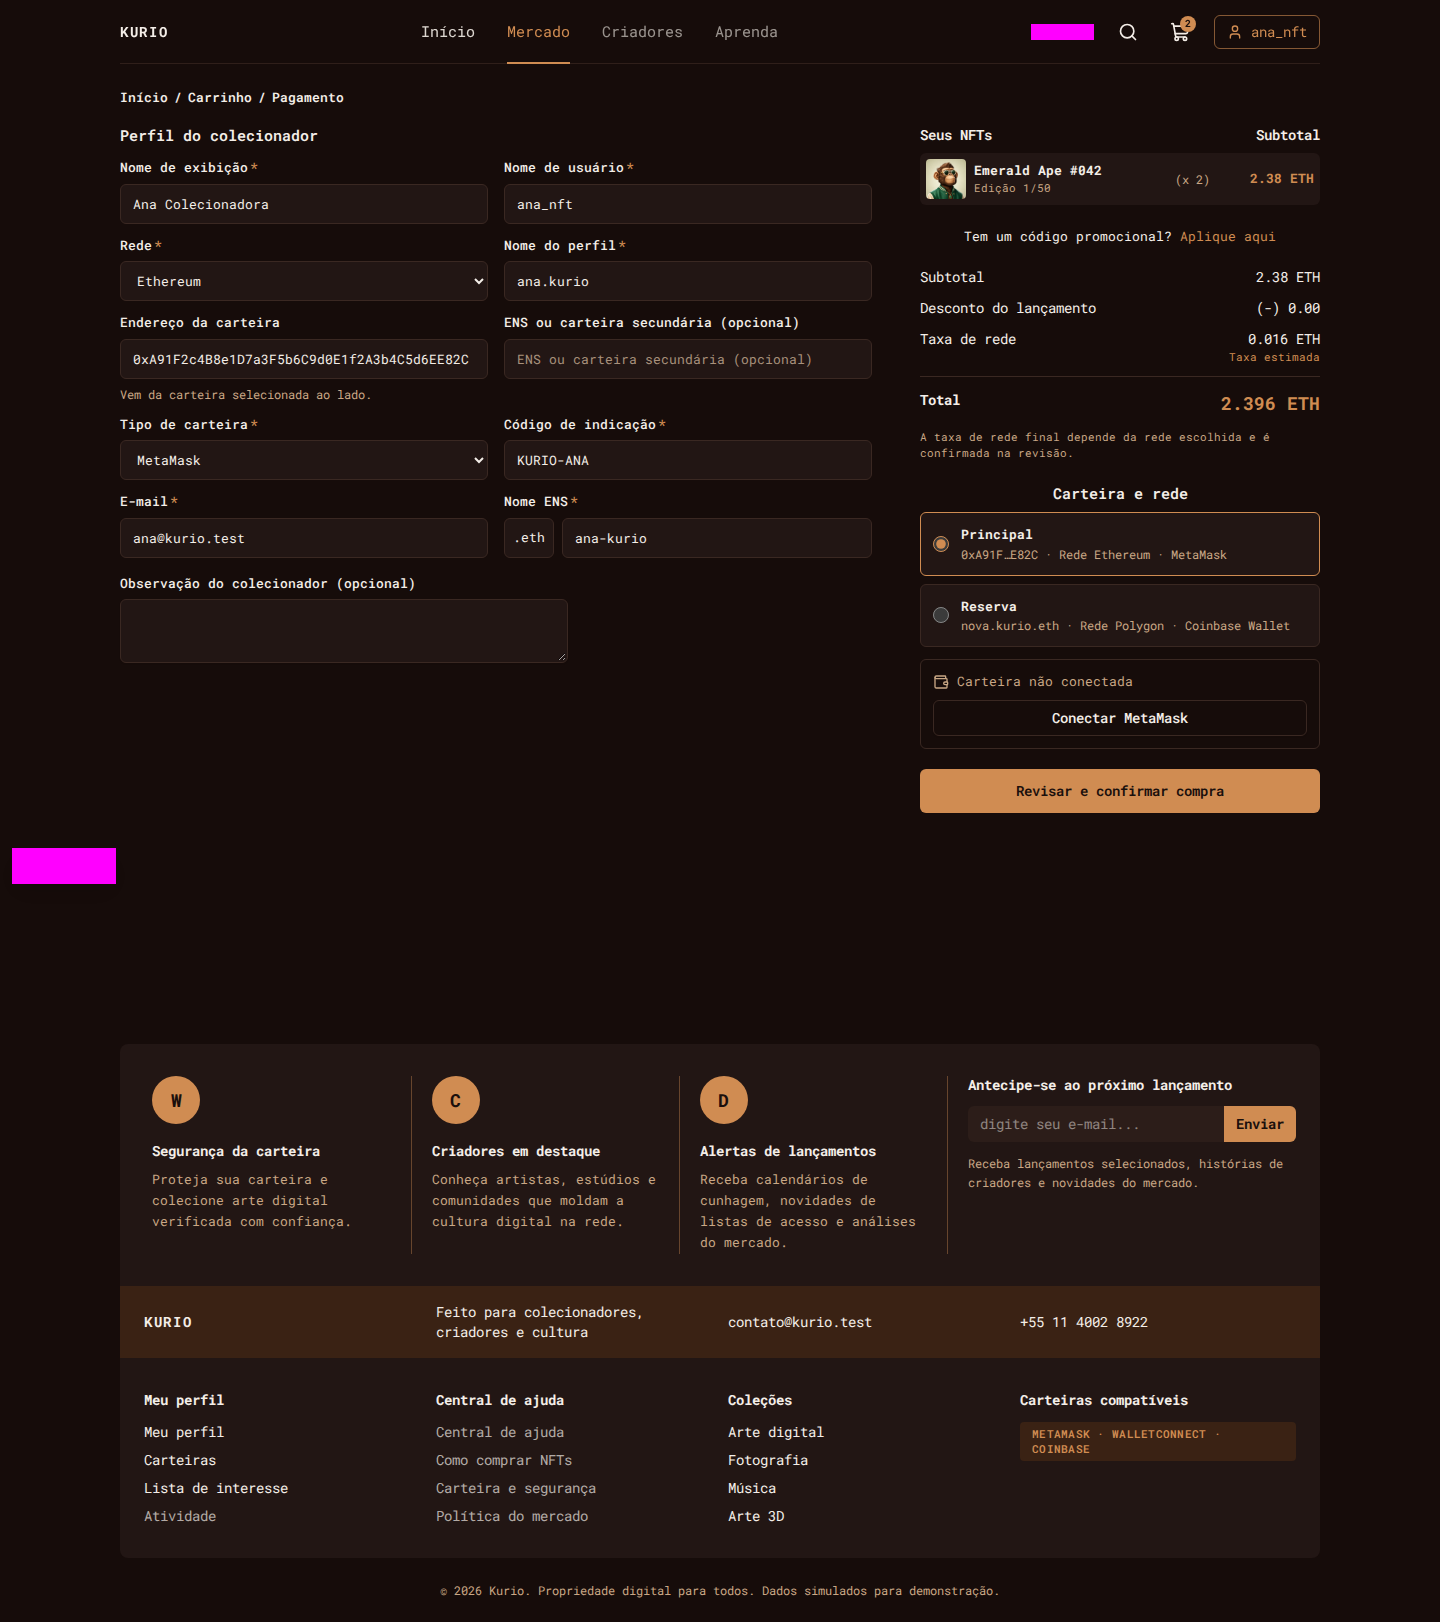 KURIO
Início
Mercado
Criadores
Aprenda
2
ana_nft
Início / Carrinho / Pagamento
Perfil do colecionador
Nome de exibição*
Nome de usuário*
Ana Colecionadora
ana_nft
Rede*
Nome do perfil*
Ethereum
ana.kurio
Endereço da carteira
ENS ou carteira secundária (opcional)
0xA91F2c4B8e1D7a3F5b6C9d0E1f2A3b4C5d6EE82C
ENS ou carteira secundária (opcional)
Vem da carteira selecionada ao lado.
Tipo de carteira*
Código de indicação*
MetaMask
KURIO-ANA
E-mail*
Nome ENS*
ana@kurio.test
.eth
ana-kurio
Observação do colecionador (opcional)
Seus NFTs
Subtotal
Emerald Ape #042
Edição 1/50
(x 2)
2.38 ETH
Tem um código promocional? Aplique aqui
Subtotal
2.38 ETH
Desconto do lançamento
(-) 0.00
Taxa de rede
0.016 ETH
Taxa estimada
Total
2.396 ETH
A taxa de rede final depende da rede escolhida e é
confirmada na revisão.
Carteira e rede
Principal
0xA91F…E82C · Rede Ethereum · MetaMask
Reserva
nova.kurio.eth · Rede Polygon · Coinbase Wallet
Carteira não conectada
Conectar MetaMask
Revisar e confirmar compra
W
Segurança da carteira
Proteja sua carteira e
colecione arte digital
verificada com confiança.
C
Criadores em destaque
Conheça artistas, estúdios e
comunidades que moldam a
cultura digital na rede.
D
Alertas de lançamentos
Receba calendários de
cunhagem, novidades de
listas de acesso e análises
do mercado.
Antecipe-se ao próximo lançamento
digite seu e-mail...
Enviar
Receba lançamentos selecionados, histórias de
criadores e novidades do mercado.
KURIO
Feito para colecionadores,
criadores e cultura
contato@kurio.test
+55 11 4002 8922
Meu perfil
Meu perfil
Carteiras
Lista de interesse
Atividade
Central de ajuda
Central de ajuda
Como comprar NFTs
Carteira e segurança
Política do mercado
Coleções
Arte digital
Fotografia
Música
Arte 3D
Carteiras compatíveis
METAMASK · WALLETCONNECT ·
COINBASE
© 2026 Kurio. Propriedade digital para todos. Dados simulados para demonstração.